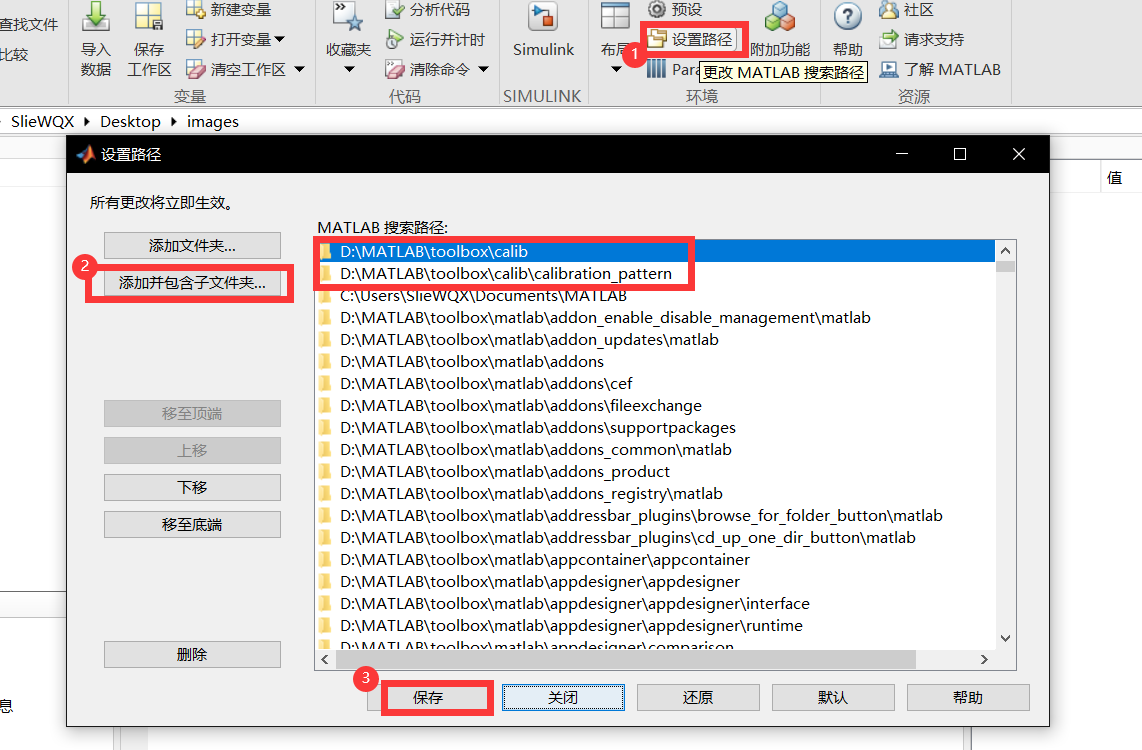 查找文件
比较
导入
数据
保存
工作区
新建变量
打开变量
清空工作区
变量
收藏夹
分析代码
运行并计时
清除命令
代码
Simulink
SIMULINK
布局
预设
设置路径
Para
附加功能
更改 MATLAB 搜索路径
环境
帮助
社区
请求支持
了解 MATLAB
资源
1
SlieWQX
Desktop
images
值
设置路径
所有更改将立即生效。
MATLAB 搜索路径:
添加文件夹...
2
添加并包含子文件夹...
移至顶端
上移
下移
移至底端
删除
D:\MATLAB\toolbox\calib
D:\MATLAB\toolbox\calib\calibration_pattern
C:\Users\SlieWQX\Documents\MATLAB
D:\MATLAB\toolbox\matlab\addon_enable_disable_management\matlab
D:\MATLAB\toolbox\matlab\addon_updates\matlab
D:\MATLAB\toolbox\matlab\addons
D:\MATLAB\toolbox\matlab\addons\cef
D:\MATLAB\toolbox\matlab\addons\fileexchange
D:\MATLAB\toolbox\matlab\addons\supportpackages
D:\MATLAB\toolbox\matlab\addons_common\matlab
D:\MATLAB\toolbox\matlab\addons_product
D:\MATLAB\toolbox\matlab\addons_registry\matlab
D:\MATLAB\toolbox\matlab\addressbar_plugins\browse_for_folder_button\matlab
D:\MATLAB\toolbox\matlab\addressbar_plugins\cd_up_one_dir_button\matlab
D:\MATLAB\toolbox\matlab\appcontainer\appcontainer
D:\MATLAB\toolbox\matlab\appdesigner\appdesigner
D:\MATLAB\toolbox\matlab\appdesigner\appdesigner\interface
D:\MATLAB\toolbox\matlab\appdesigner\appdesigner\runtime
D:\MATLAB\toolbox\matlab\appdesigner\comparison
3
保存
关闭
还原
默认
帮助
息